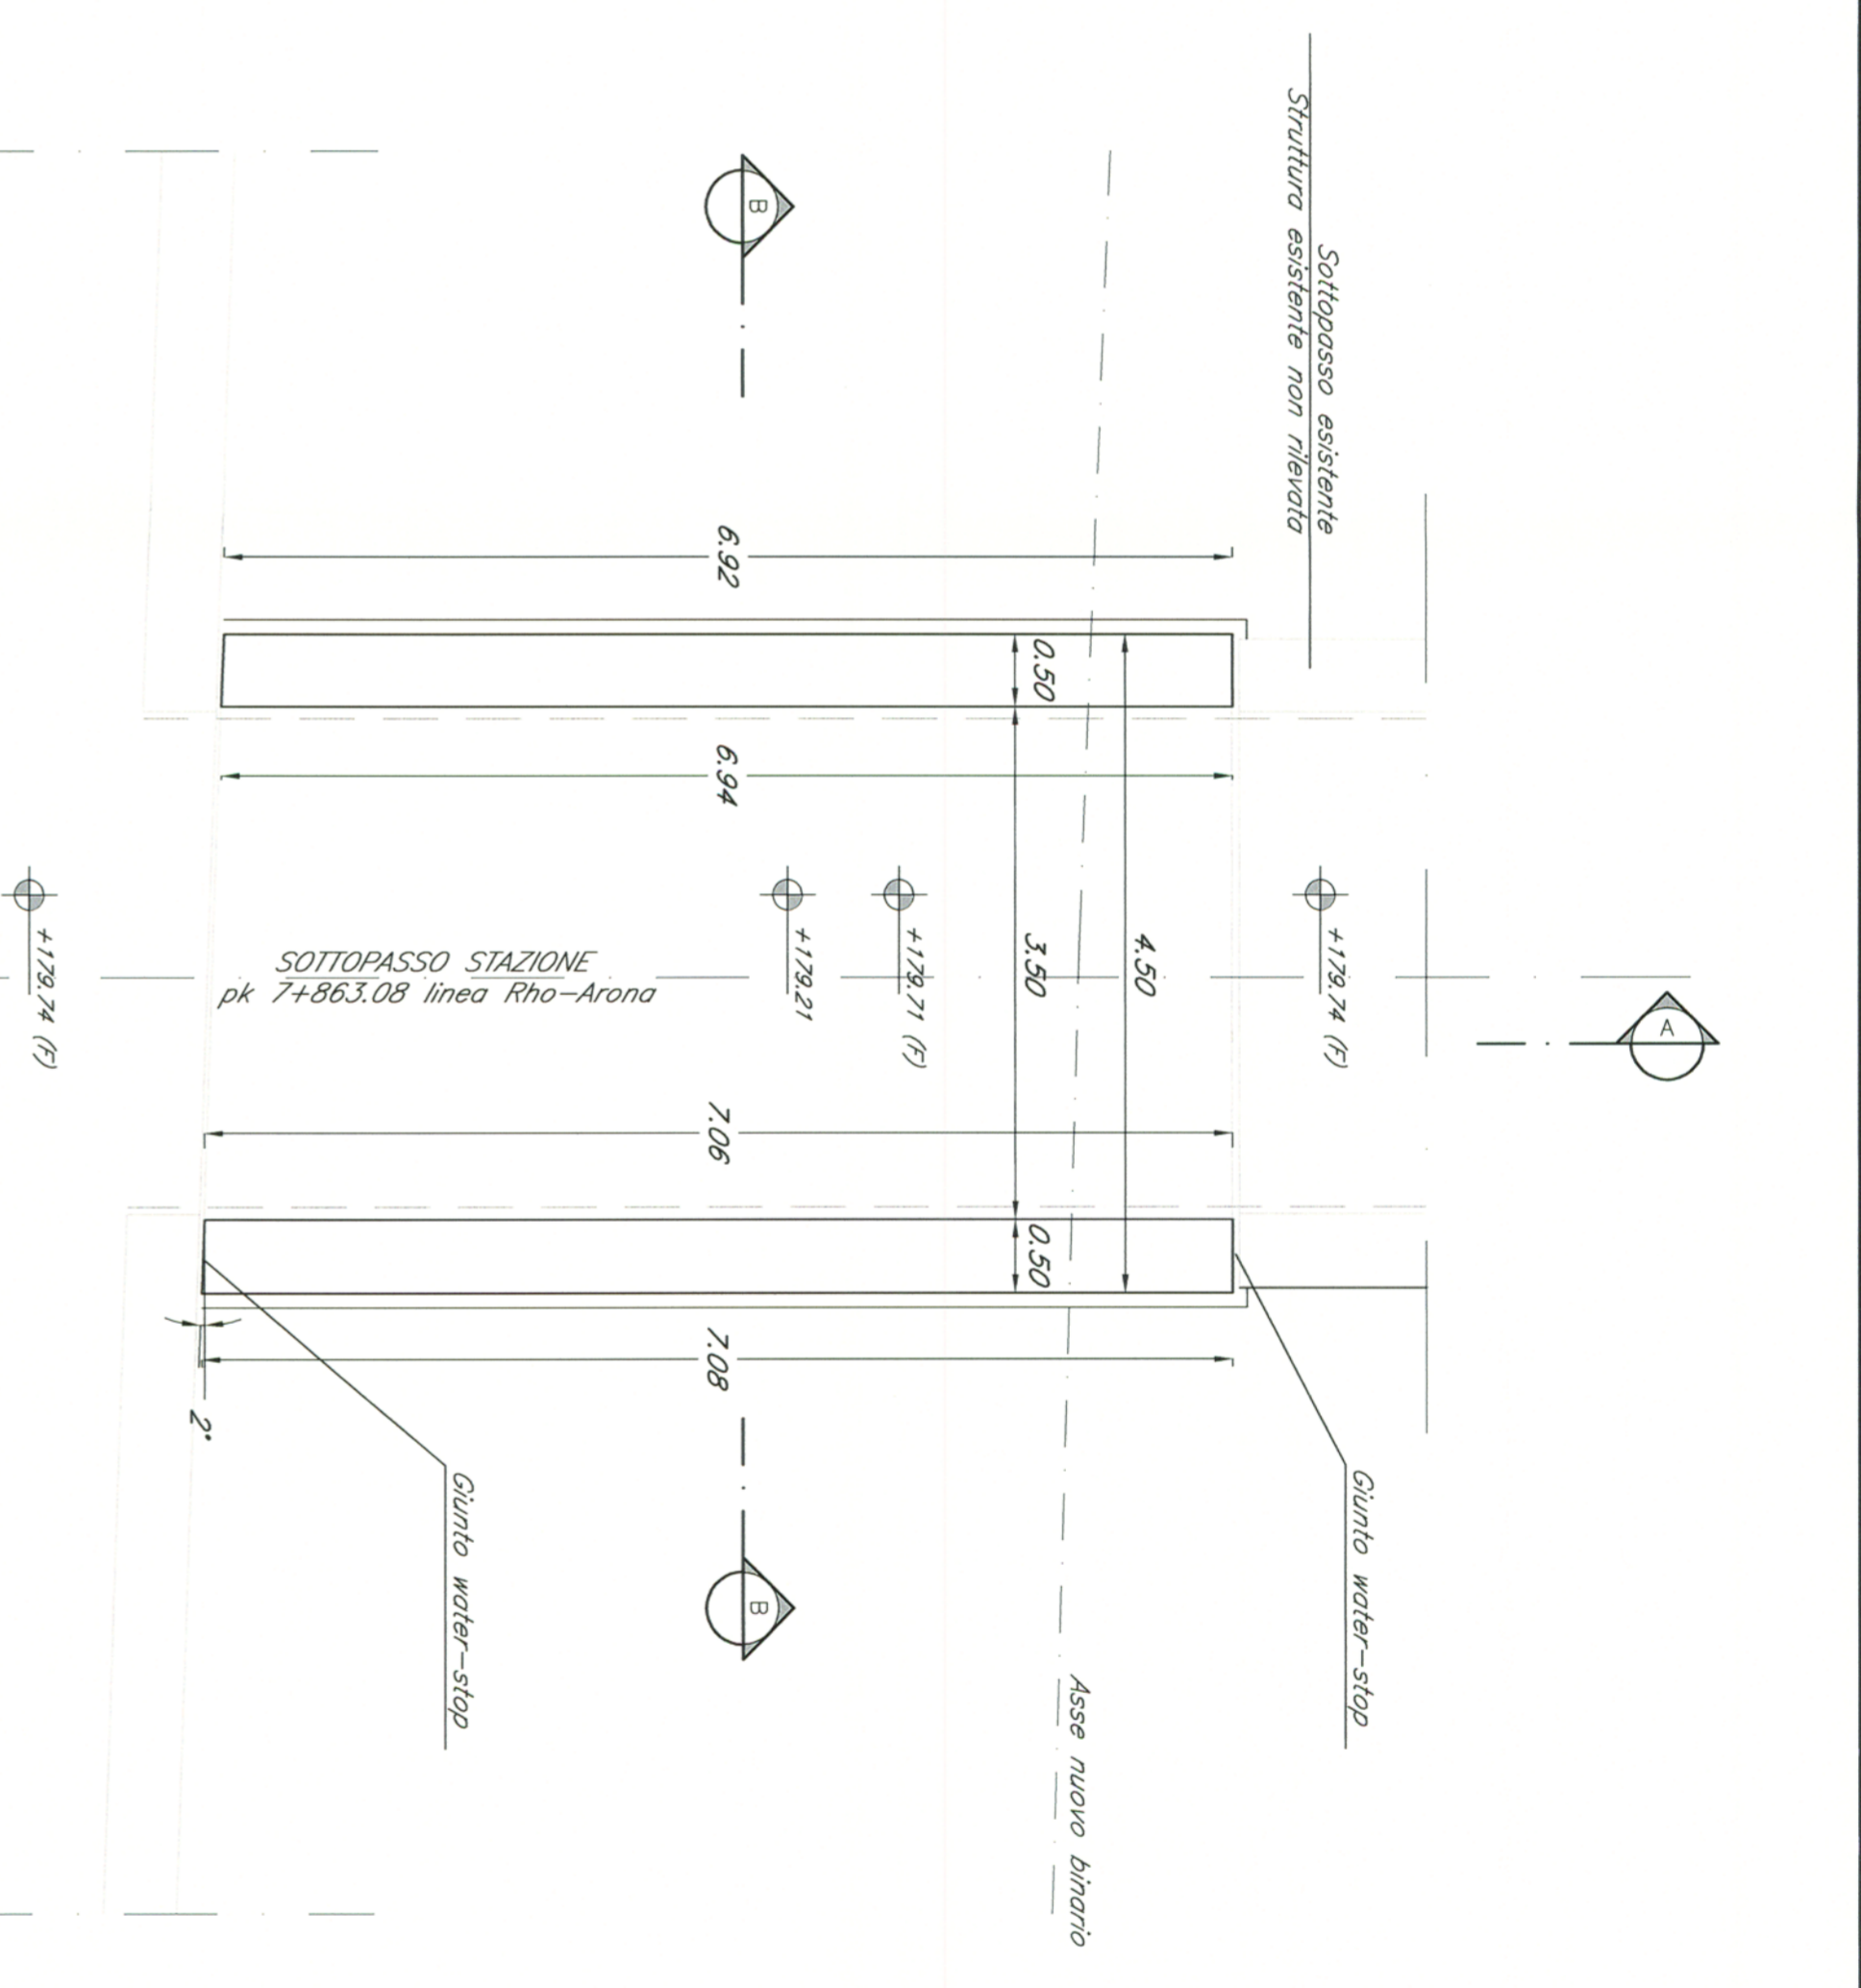 Sottopasso esistente
Struttura esistente non rilevata
B
6.92
0.50
6.94
+179.74 (F)
+179.21
+179.71 (F)
3.50
4.50
+179.74 (F)
A
SOTTOPASSO STAZIONE
pk 7+863.08 linea Rho-Arona
7.06
0.50
7.08
2°
Giunto water-stop
Giunto water-stop
B
Asse nuovo binario